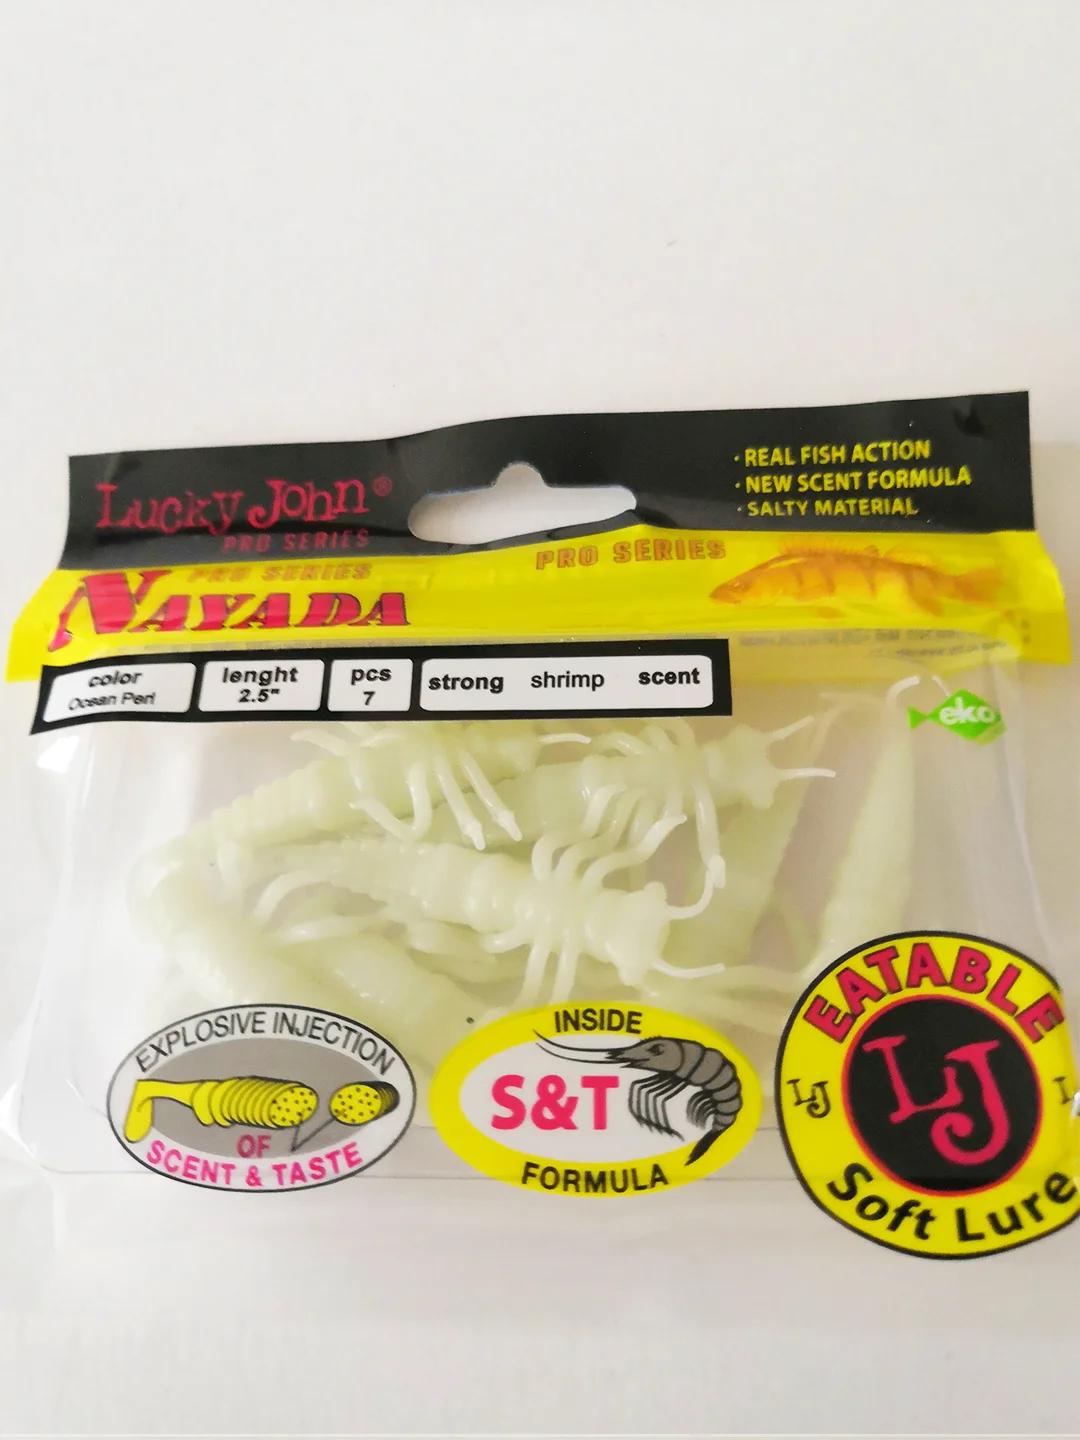 Lucky John®
PRO SERIES
· REAL FISH ACTION
· NEW SCENT FORMULA
· SALTY MATERIAL
PRO SERIES
PRO SERIES
NAYADA
color
Ocean Perl
lenght
2.5"
pcs
7
strong shrimp scent
eko
EXPLOSIVE INJECTION
OF
SCENT & TASTE
INSIDE
S&T
FORMULA
EATABLE
LJ
LJ
L
Soft Lure